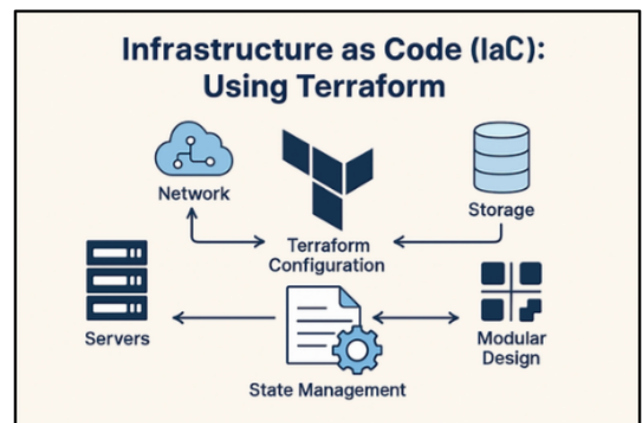 Infrastructure as Code (IaC):
Using Terraform
Network
Storage
Terraform
Configuration
Servers
Modular
Design
State Management